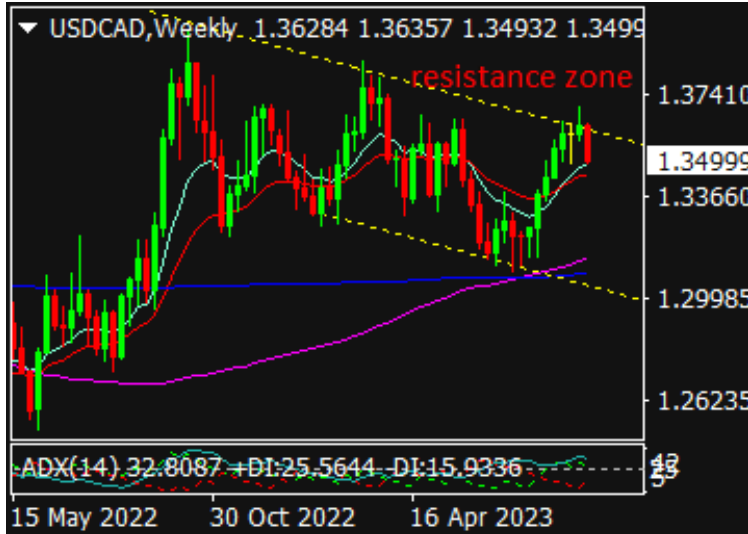 USDCAD,Weekly 1.36284 1.36357 1.34932 1.3499
resistance zone
1.37410
1.34999
1.33660
1.29985
1.26235
ADX(14) 32.8087 +DI:25.5644 -DI:15.9336
15 May 2022 30 Oct 2022 16 Apr 2023